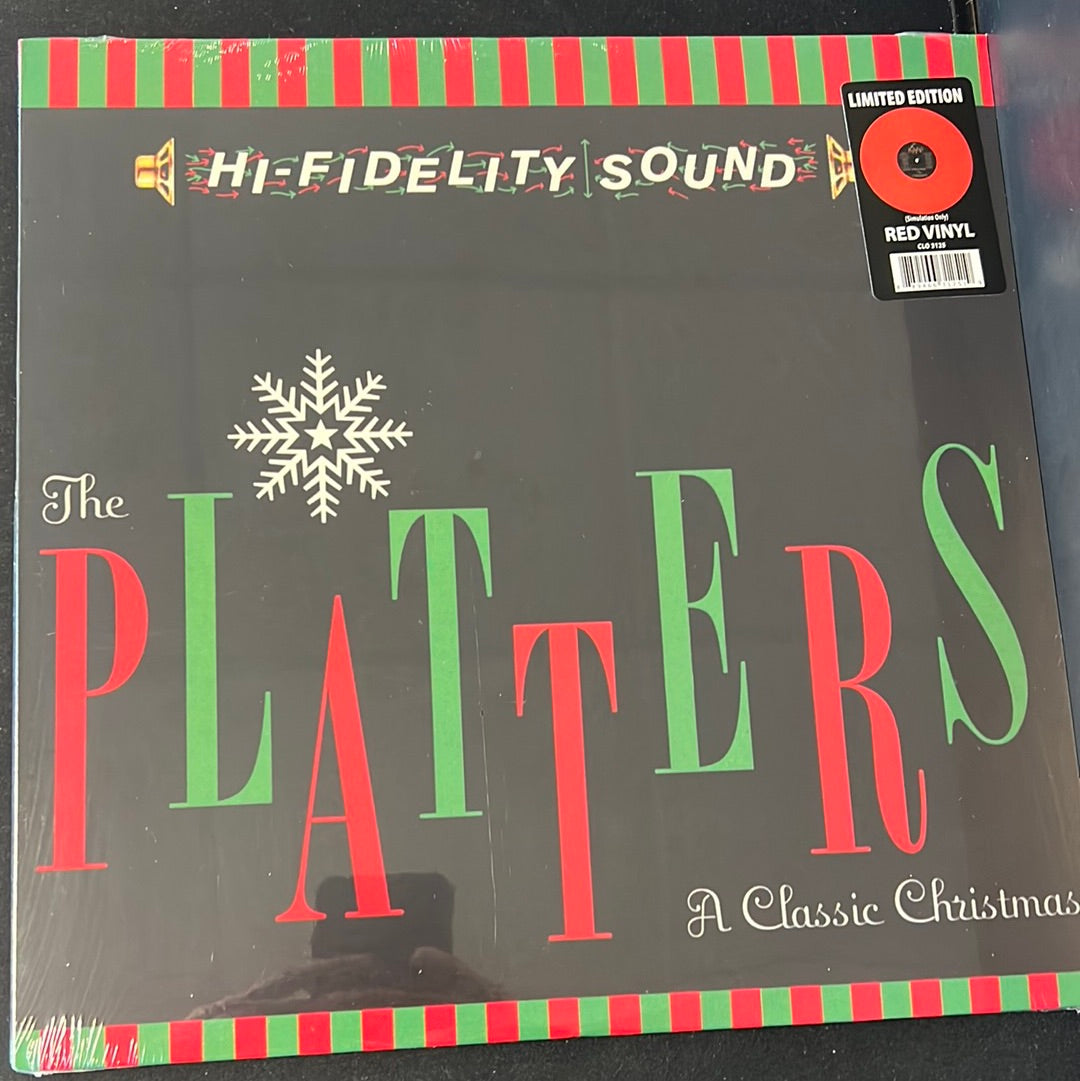 LIMITED EDITION
HI-FIDELITY SOUND
(Simulation Only)
RED VINYL
CLO 3125
The
PLATTERS
A Classic Christmas